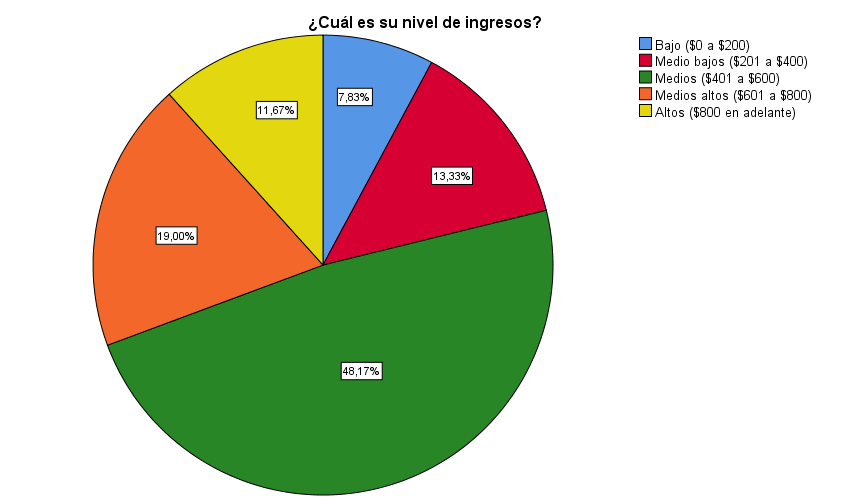 ¿Cuál es su nivel de ingresos?
Bajo ($0 a $200)
Medio bajos ($201 a $400)
Medios ($401 a $600)
Medios altos ($601 a $800)
Altos ($800 en adelante)
7,83%
11,67%
13,33%
19,00%
48,17%